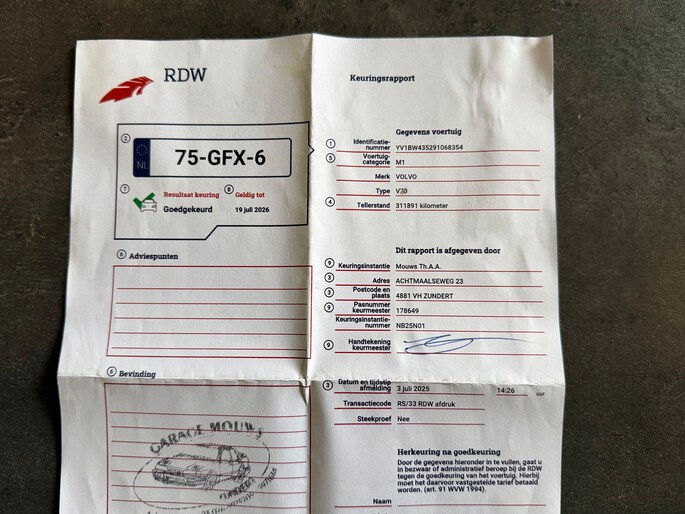 RDW
Keuringsrapport
2
NL
75-GFX-6
7 Resultaat keuring
Goedgekeurd
8 Geldig tot
19 juli 2026
6 Adviespunten
6 Bevinding
GARAGE MOUWS
Gegevens voertuig
1 Identificatie-
nummer YV1BW435291068354
5 Voertuig-
categorie M1
Merk VOLVO
Type V70
4 Tellerstand 311891 kilometer
Dit rapport is afgegeven door
9 Keuringsinstantie Mouws Th.A.A.
3 Adres ACHTMAALSEWEG 23
3 Postcode en
plaats 4881 VH ZUNDERT
9 Pasnummer
keurmeester 178649
Keuringsinstantie-
nummer NB25N01
9 Handtekening
keurmeester
3 Datum en tijdstip
afmelding 3 juli 2025 14:26 uur
Transactiecode RS/33 RDW afdruk
Steekproef Nee
Herkeuring na goedkeuring
Door de gegevens hieronder in te vullen, gaat u
in bezwaar of administratief beroep bij de RDW
tegen de goedkeuring van het voertuig. Hierbij
moet het daarvoor vastgestelde tarief betaald
worden. (art. 91 WVW 1994).
Naam